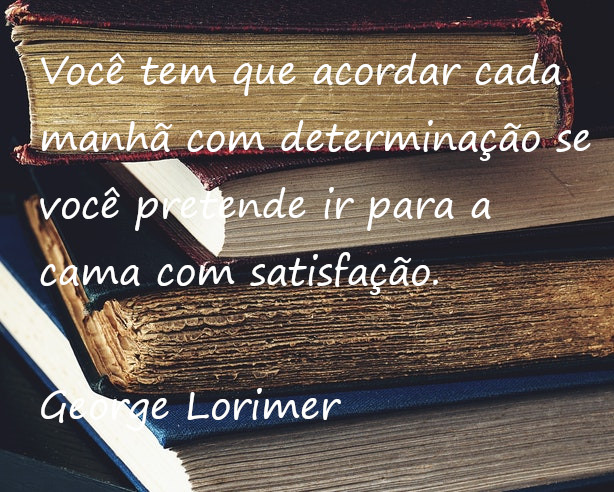 Você tem que acordar cada
manhã com determinação se
você pretende ir para a
cama com satisfação.
George Lorimer